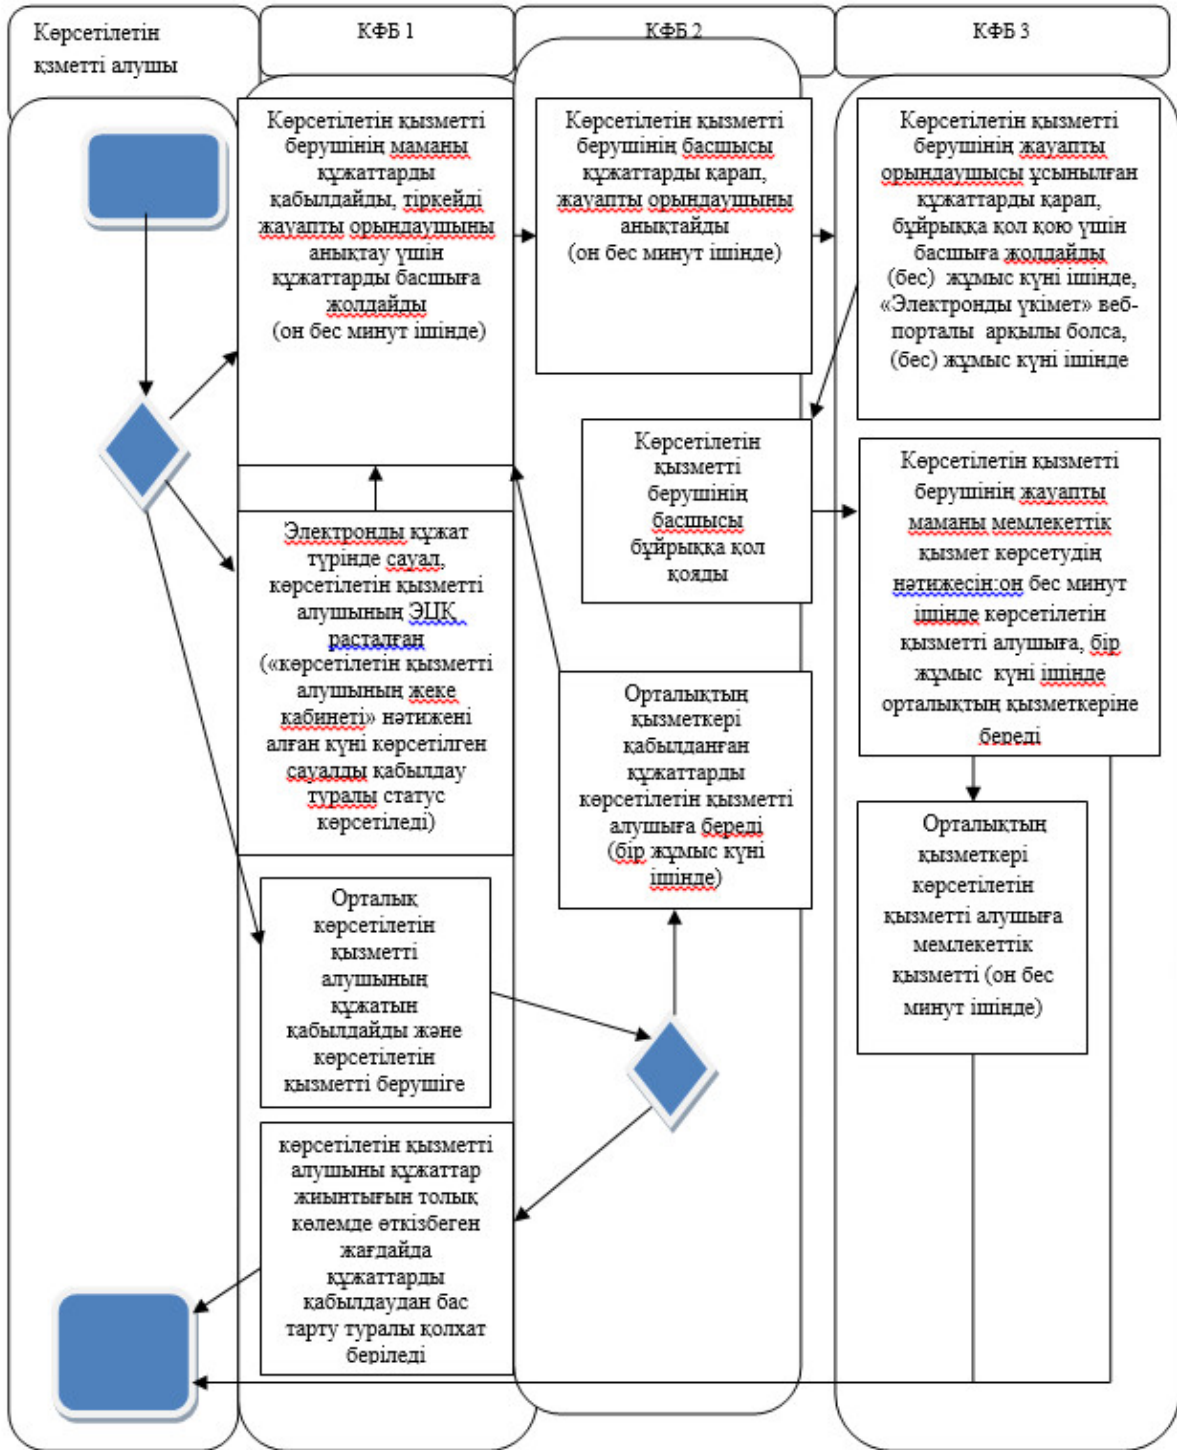 Көрсетілетін
қзметті алушы
КФБ 1
КФБ 2
КФБ 3
Көрсетілетін қызметті
берушінің маманы
құжаттарды
қабылдайды, тіркейді
жауапты орындаушыны
анықтау үшін
құжаттарды басшыға
жолдайды
(он бес минут ішінде)
Көрсетілетін қызметті
берушінің басшысы
құжаттарды қарап,
жауапты орындаушыны
анықтайды
(он бес минут ішінде)
Көрсетілетін қызметті
берушінің жауапты
орындаушысы ұсынылған
құжаттарды қарап,
бұйрыққа қол қою үшін
басшыға жолдайды
(бес) жұмыс күні ішінде,
«Электронды үкімет» веб-
порталы арқылы болса,
(бес) жұмыс күні ішінде
Көрсетілетін
қызметті
берушінің
басшысы
бұйрыққа қол
қояды
Көрсетілетін қызметті
берушінің жауапты
маманы мемлекеттік
қызмет көрсетудің
нәтижесін:он бес минут
ішінде көрсетілетін
қызметті алушыға, бір
жұмыс күні ішінде
орталықтың қызметкеріне
береді
Электронды құжат
түрінде сауал,
көрсетілетін қызметті
алушының ЭЦҚ
расталған
(«көрсетілетін қызметті
алушының жеке
кабинеті» нәтижені
алған күні көрсетілген
сауалды қабылдау
туралы статус
көрсетіледі)
Орталықтың
қызметкері
қабылданған
құжаттарды
көрсетілетін қызметті
алушыға береді
(бір жұмыс күні
ішінде)
Орталықтың
қызметкері
көрсетілетін
қызметті алушыға
мемлекеттік
қызметті (он бес
минут ішінде)
Орталық
көрсетілетін
қызметті
алушының
құжатын
қабылдайды және
көрсетілетін
қызметті берушіге
көрсетілетін қызметті
алушыны құжаттар
жиынтығын толық
көлемде өткізбеген
жағдайда
құжаттарды
қабылдаудан бас
тарту туралы қолхат
беріледі